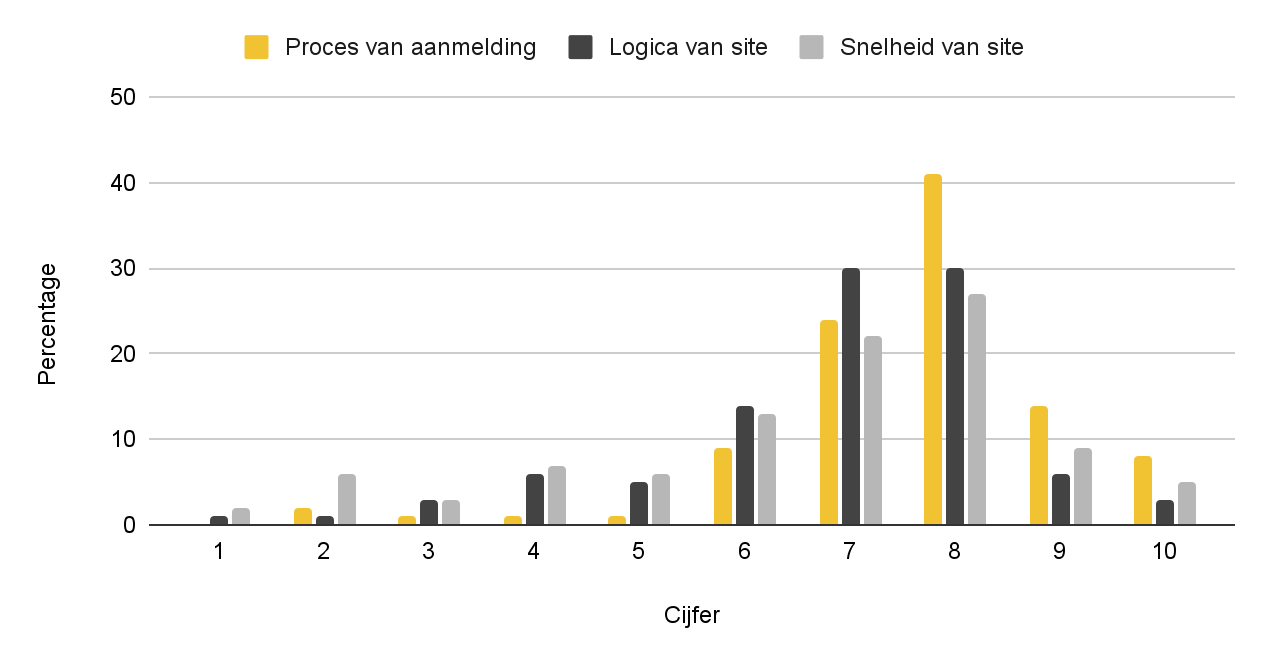 Proces van aanmelding Logica van site Snelheid van site
50
40
30
20
10
0
Percentage
1 2 3 4 5 6 7 8 9 10
Cijfer